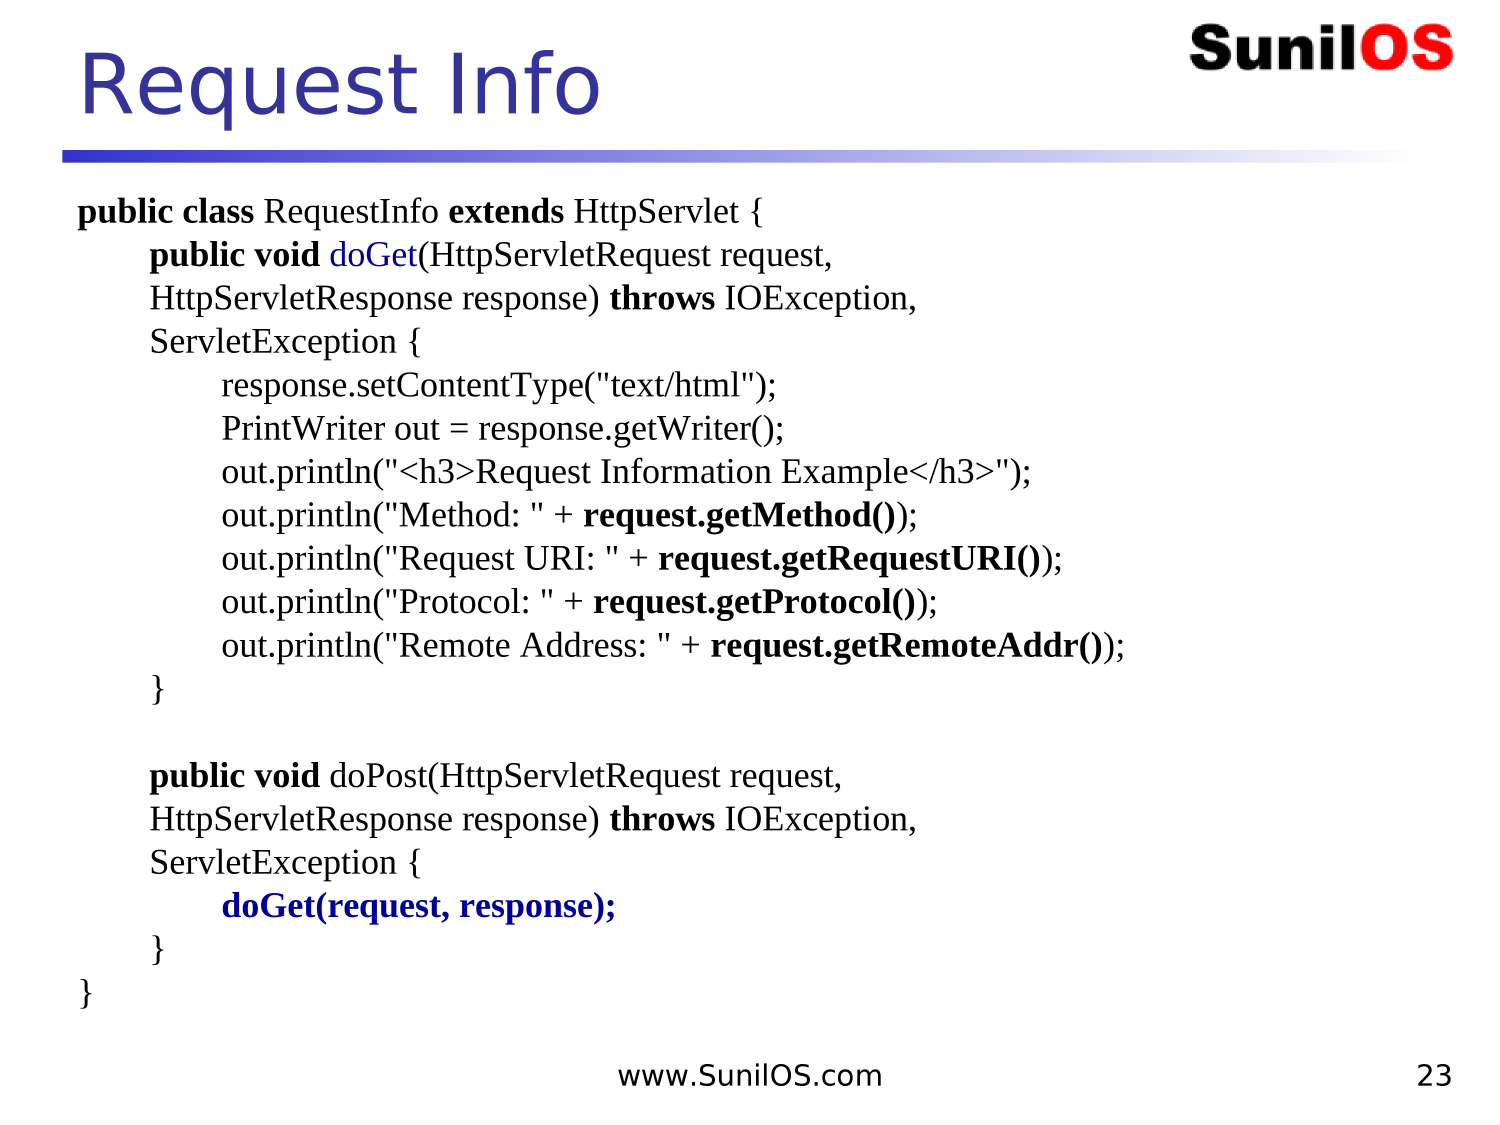 Request Info
SunilOS
public class RequestInfo extends HttpServlet {
public void doGet(HttpServletRequest request,
HttpServletResponse response) throws IOException,
ServletException {
response.setContentType("text/html");
PrintWriter out = response.getWriter();
out.println("<h3>Request Information Example</h3>");
out.println("Method: " + request.getMethod());
out.println("Request URI: " + request.getRequestURI());
out.println("Protocol: " + request.getProtocol());
out.println("Remote Address: " + request.getRemoteAddr());
}
public void doPost(HttpServletRequest request,
HttpServletResponse response) throws IOException,
ServletException {
doGet(request, response);
}
}
www.SunilOS.com
23